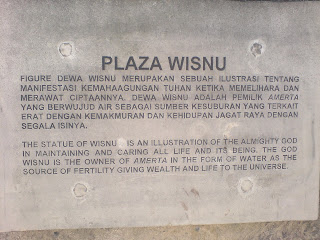 PLAZA WISNU
FIGURE DEWA WISNU MERUPAKAN SEBUAH ILUSTRASI TENTANG
MANIFESTASI KEMAHAAGUNGAN TUHAN KETIKA MEMELIHARA DAN
MERAWAT CIPTAANNYA. DEWA WISNU ADALAH PEMILIK AMERTA
YANG BERWUJUD AIR SEBAGAI SUMBER KESUBURAN YANG TERKAIT
ERAT DENGAN KEMAKMURAN DAN KEHIDUPAN JAGAT RAYA DENGAN
SEGALA ISINYA.
THE STATUE OF WISNU IS AN ILLUSTRATION OF THE ALMIGHTY GOD
IN MAINTAINING AND CARING ALL LIFE AND ITS BEING. THE GOD
WISNU IS THE OWNER OF AMERTA IN THE FORM OF WATER AS THE
SOURCE OF FERTILITY GIVING WEALTH AND LIFE TO THE UNIVERSE.